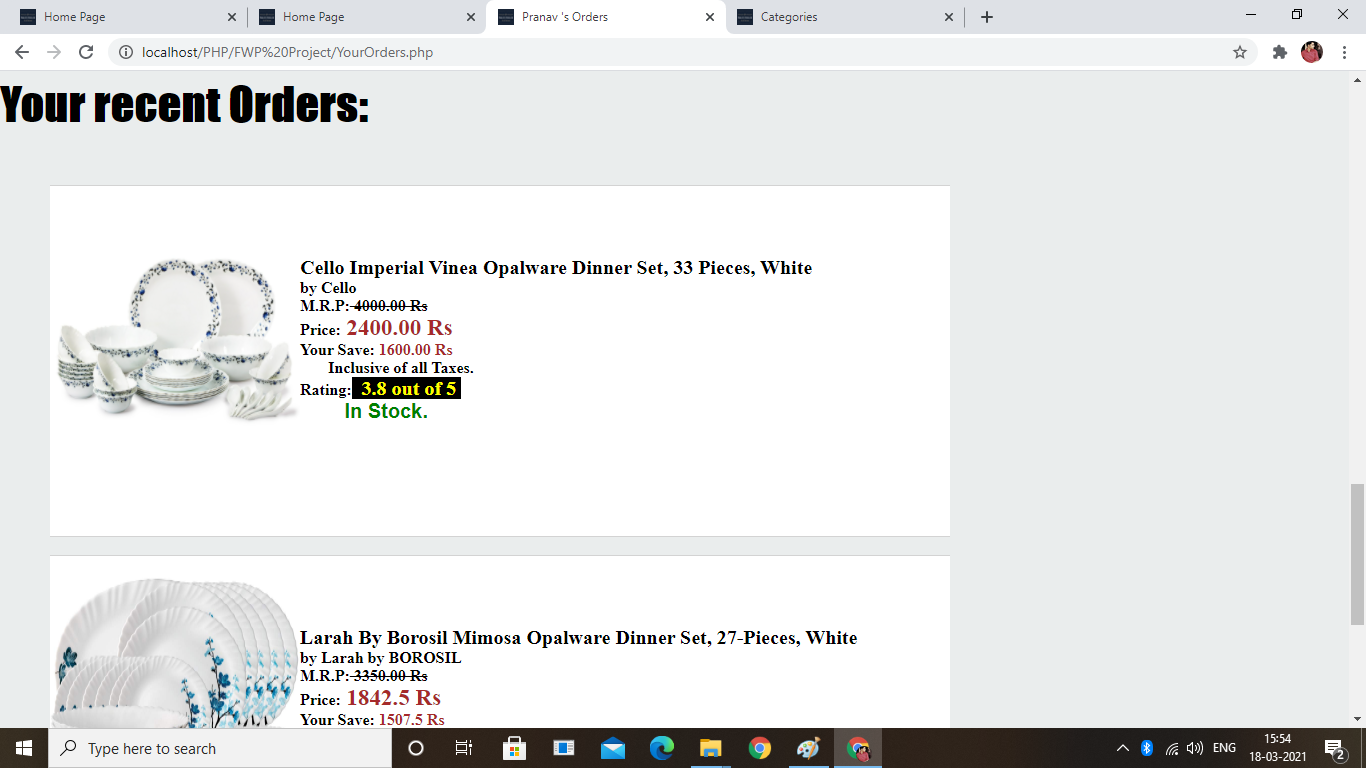 Home Page
Home Page
Pranav 's Orders
Categories
localhost/PHP/FWP%20Project/YourOrders.php
Your recent Orders:
Cello Imperial Vinea Opalware Dinner Set, 33 Pieces, White
by Cello
M.R.P: 4000.00 Rs
Price: 2400.00 Rs
Your Save: 1600.00 Rs
Inclusive of all Taxes.
Rating: 3.8 out of 5
In Stock.
Larah By Borosil Mimosa Opalware Dinner Set, 27-Pieces, White
by Larah by BOROSIL
M.R.P: 3350.00 Rs
Price: 1842.5 Rs
Your Save: 1507.5 Rs
Type here to search
ENG
15:54
18-03-2021
2